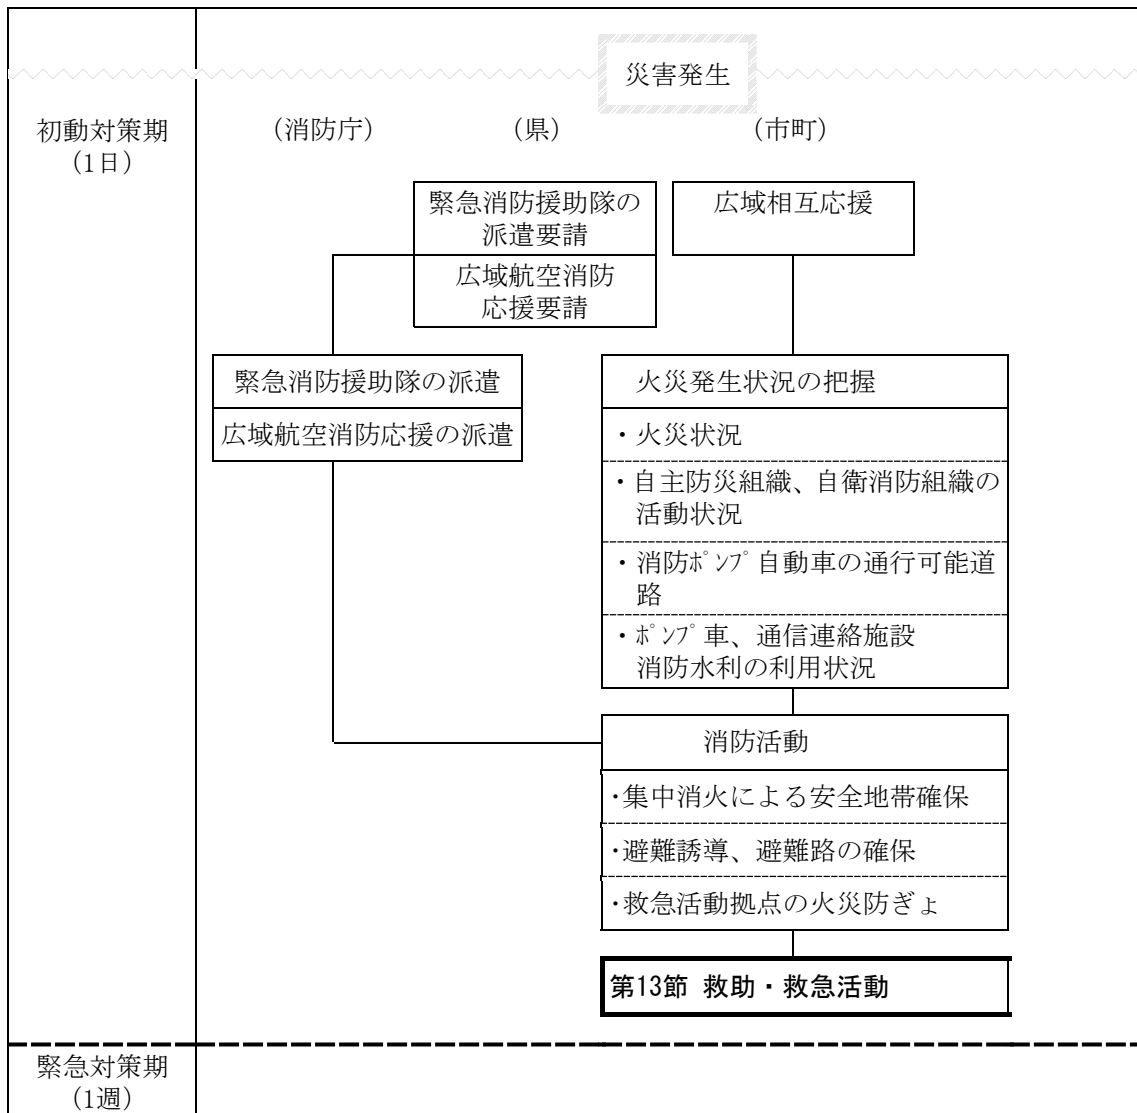 災害発生
初動対策期
（1日）
（消防庁）
（県）
（市町）
緊急消防援助隊の
派遣要請
広域航空消防
応援要請
広域相互応援
緊急消防援助隊の派遣
広域航空消防応援の派遣
火災発生状況の把握
・火災状況
・自主防災組織、自衛消防組織の
活動状況
・消防ﾎﾟﾝﾌﾟ自動車の通行可能道
路
・ﾎﾟﾝﾌﾟ車、通信連絡施設
消防水利の利用状況
消防活動
・集中消火による安全地帯確保
・避難誘導、避難路の確保
・救急活動拠点の火災防ぎょ
第13節 救助・救急活動
緊急対策期
（1週）